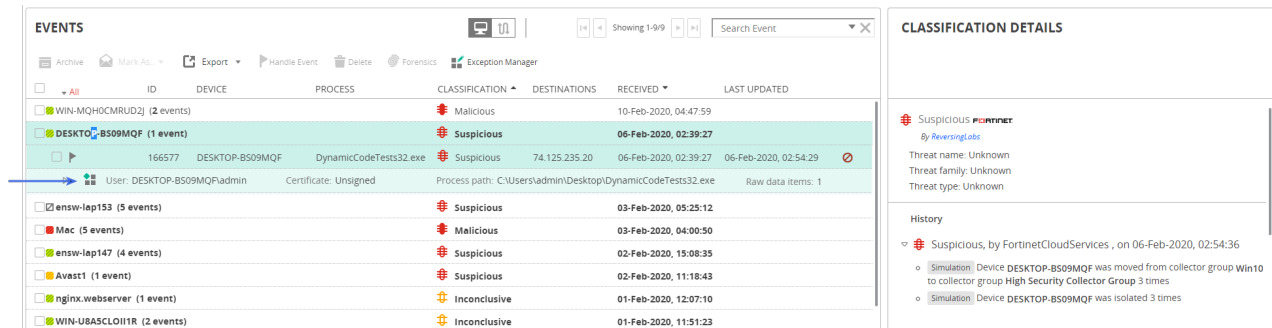 EVENTS
Showing 1-9/9
Search Event
Archive Mark As... Export Handle Event Delete Forensics Exception Manager
All ID DEVICE PROCESS CLASSIFICATION DESTINATIONS RECEIVED LAST UPDATED
WIN-MQH0CMRUD2J (2 events) Malicious 10-Feb-2020, 04:47:59
DESKTOP-BS09MQF (1 event) Suspicious 06-Feb-2020, 02:39:27
166577 DESKTOP-BS09MQF DynamicCodeTests32.exe Suspicious 74.125.235.20 06-Feb-2020, 02:39:27 06-Feb-2020, 02:54:29
User: DESKTOP-BS09MQF\admin Certificate: Unsigned Process path: C:\Users\admin\Desktop\DynamicCodeTests32.exe Raw data items: 1
ensw-lap153 (5 events) Suspicious 03-Feb-2020, 05:25:12
Mac (5 events) Malicious 03-Feb-2020, 04:00:50
ensw-lap147 (4 events) Suspicious 02-Feb-2020, 15:08:35
Avast1 (1 event) Suspicious 02-Feb-2020, 11:18:43
nginx.webserver (1 event) Inconclusive 01-Feb-2020, 12:07:10
WIN-U8A5CLOII1R (2 events) Inconclusive 01-Feb-2020, 11:51:23
CLASSIFICATION DETAILS
Suspicious FORTINET
By ReversingLabs
Threat name: Unknown
Threat family: Unknown
Threat type: Unknown
History
Suspicious, by FortinetCloudServices , on 06-Feb-2020, 02:54:36
Simulation Device DESKTOP-BS09MQF was moved from collector group Win10
to collector group High Security Collector Group 3 times
Simulation Device DESKTOP-BS09MQF was isolated 3 times